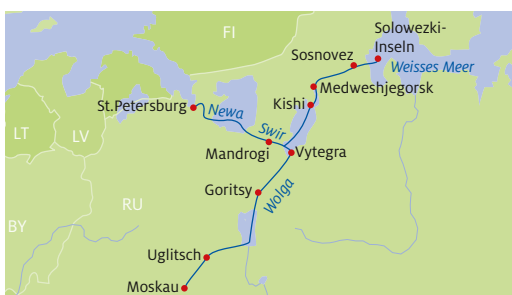 Solowezki-
Inseln
FI
Sosnovez
Weisses Meer
Medweshjegorsk
St.Petersburg
Newa
Kishi
Swir
LT
LV
Mandrogi
Vytegra
Goritsy
Wolga
RU
BY
Uglitsch
Moskau